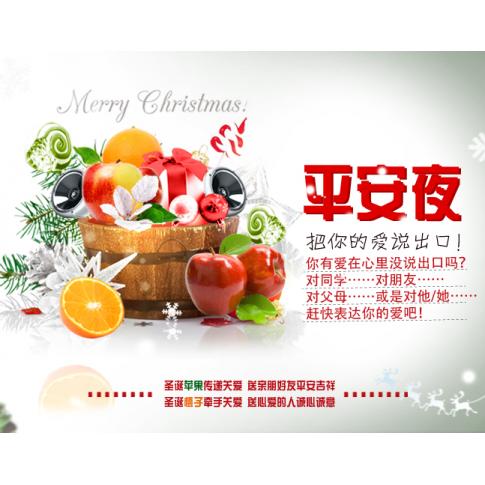 Merry Christmas!
平安夜
把你的爱说出口!
你有爱在心里没说出口吗?
对同学……对朋友……
对父母……或是对他/她……
赶快表达你的爱吧!
圣诞苹果传递关爱 送亲朋好友平安吉祥
圣诞橙子牵手关爱 送心爱的人诚心诚意